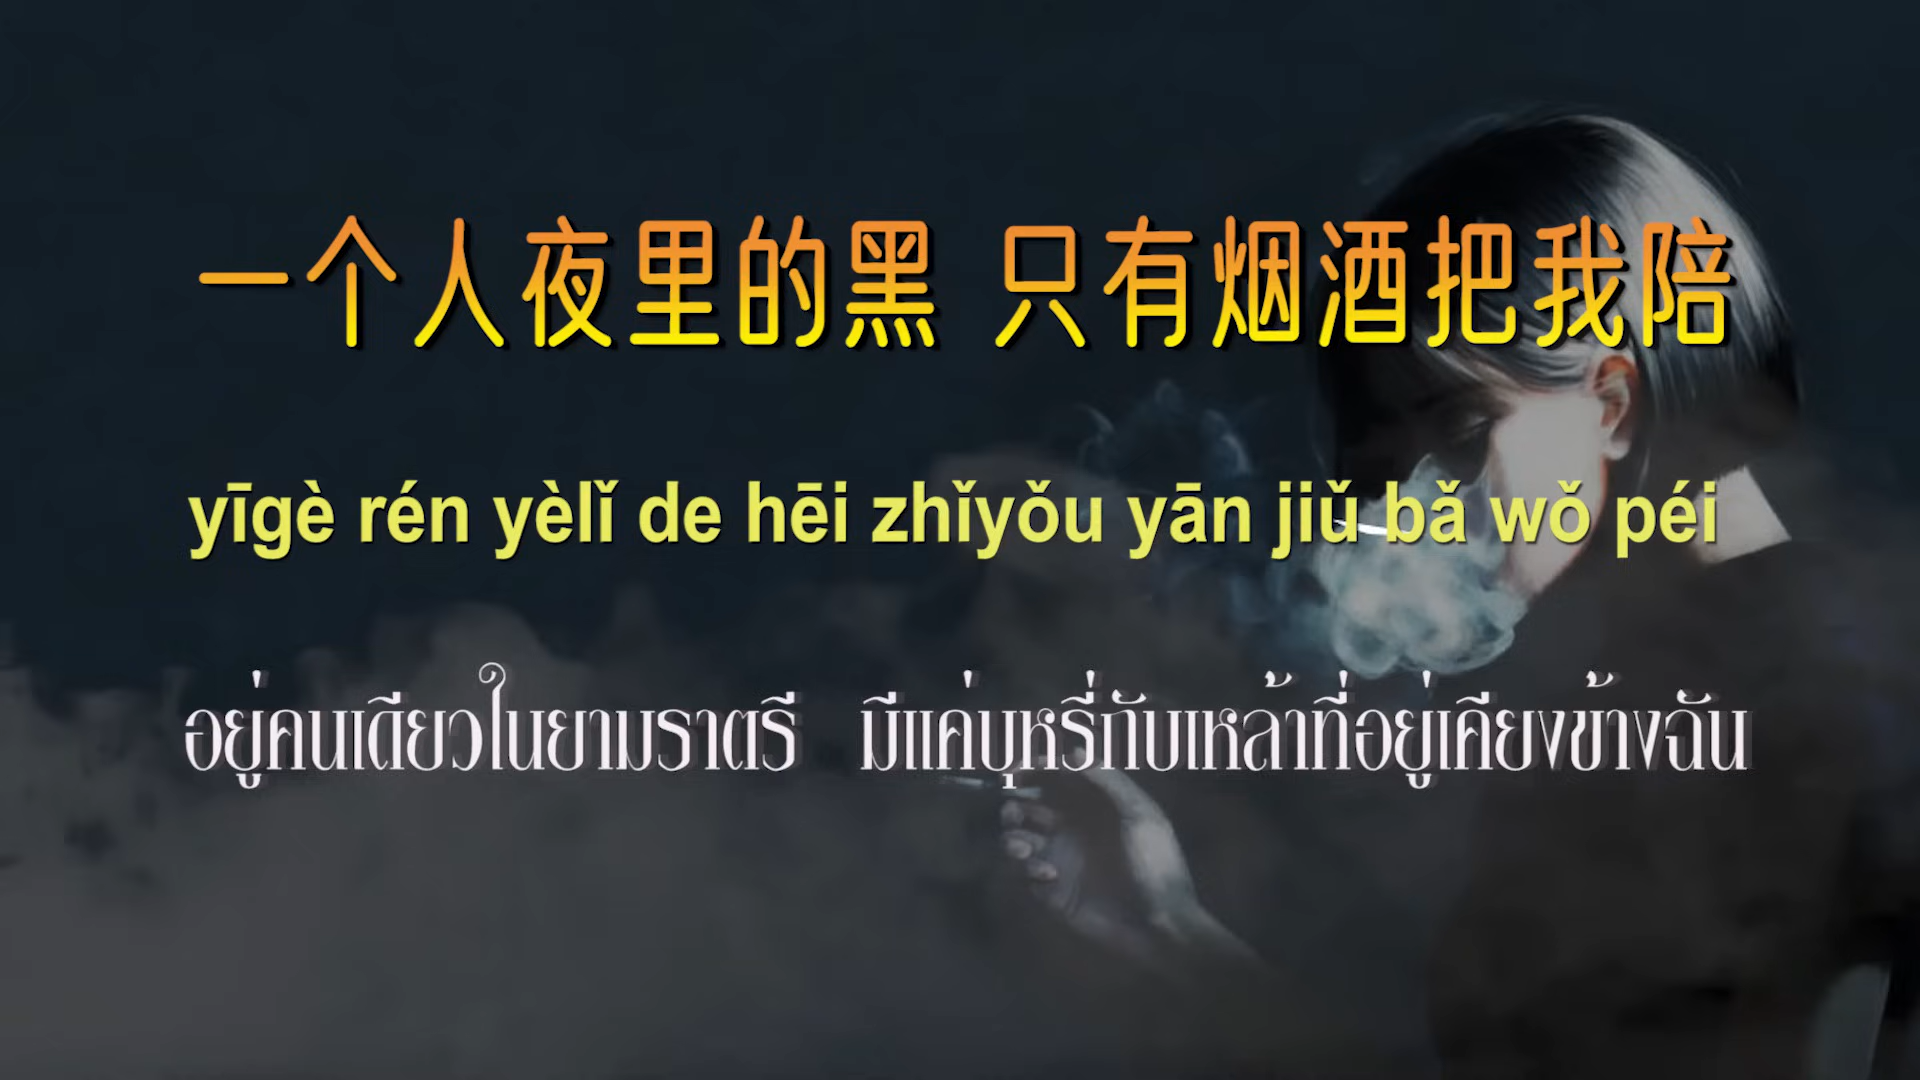 一个人夜里的黑 只有烟酒把我陪
yīgè rén yèlǐ de hēi zhǐyǒu yān jiǔ bǎ wǒ péi
อยู่คนเดียวในยามราตรี มีแค่บุหรี่กับเหล้าที่อยู่เคียงข้างฉัน